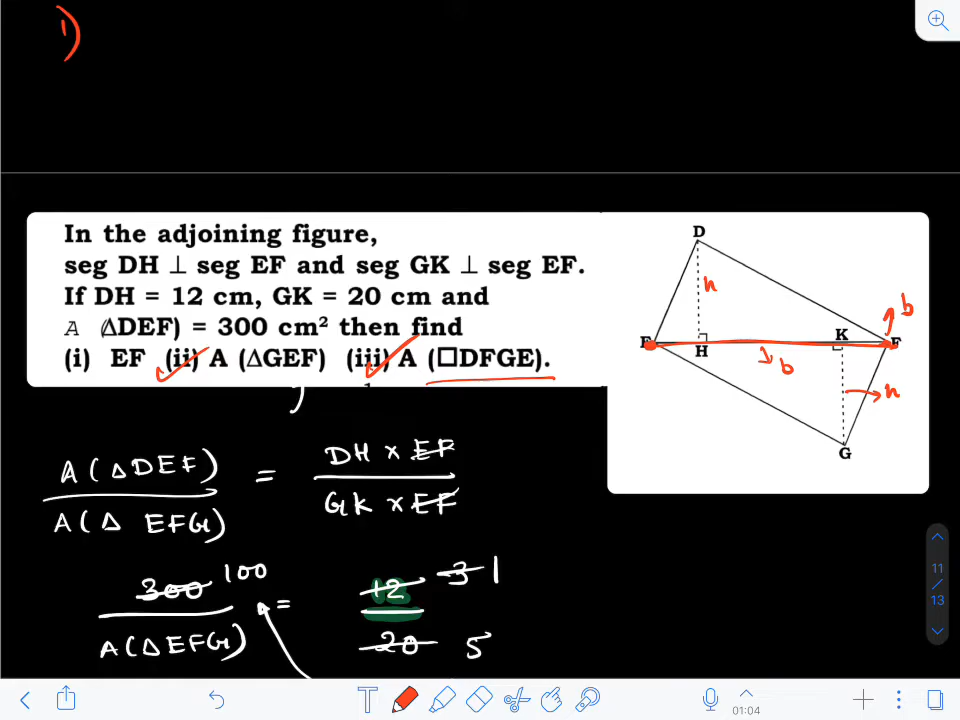 1)
In the adjoining figure,
seg DH ⊥ seg EF and seg GK ⊥ seg EF.
If DH = 12 cm, GK = 20 cm and
A (ΔDEF) = 300 cm² then find
(i) EF (ii) A (ΔGEF) (iii) A (□DFGE).
D
h
b
K
H
F
b
h
G
A ( Δ DEF ) = DH × EF
A ( Δ EFG ) GK × EF
300 100 = 12 3 1
A ( Δ EFG ) 20 5
11
/
13
T
01:04